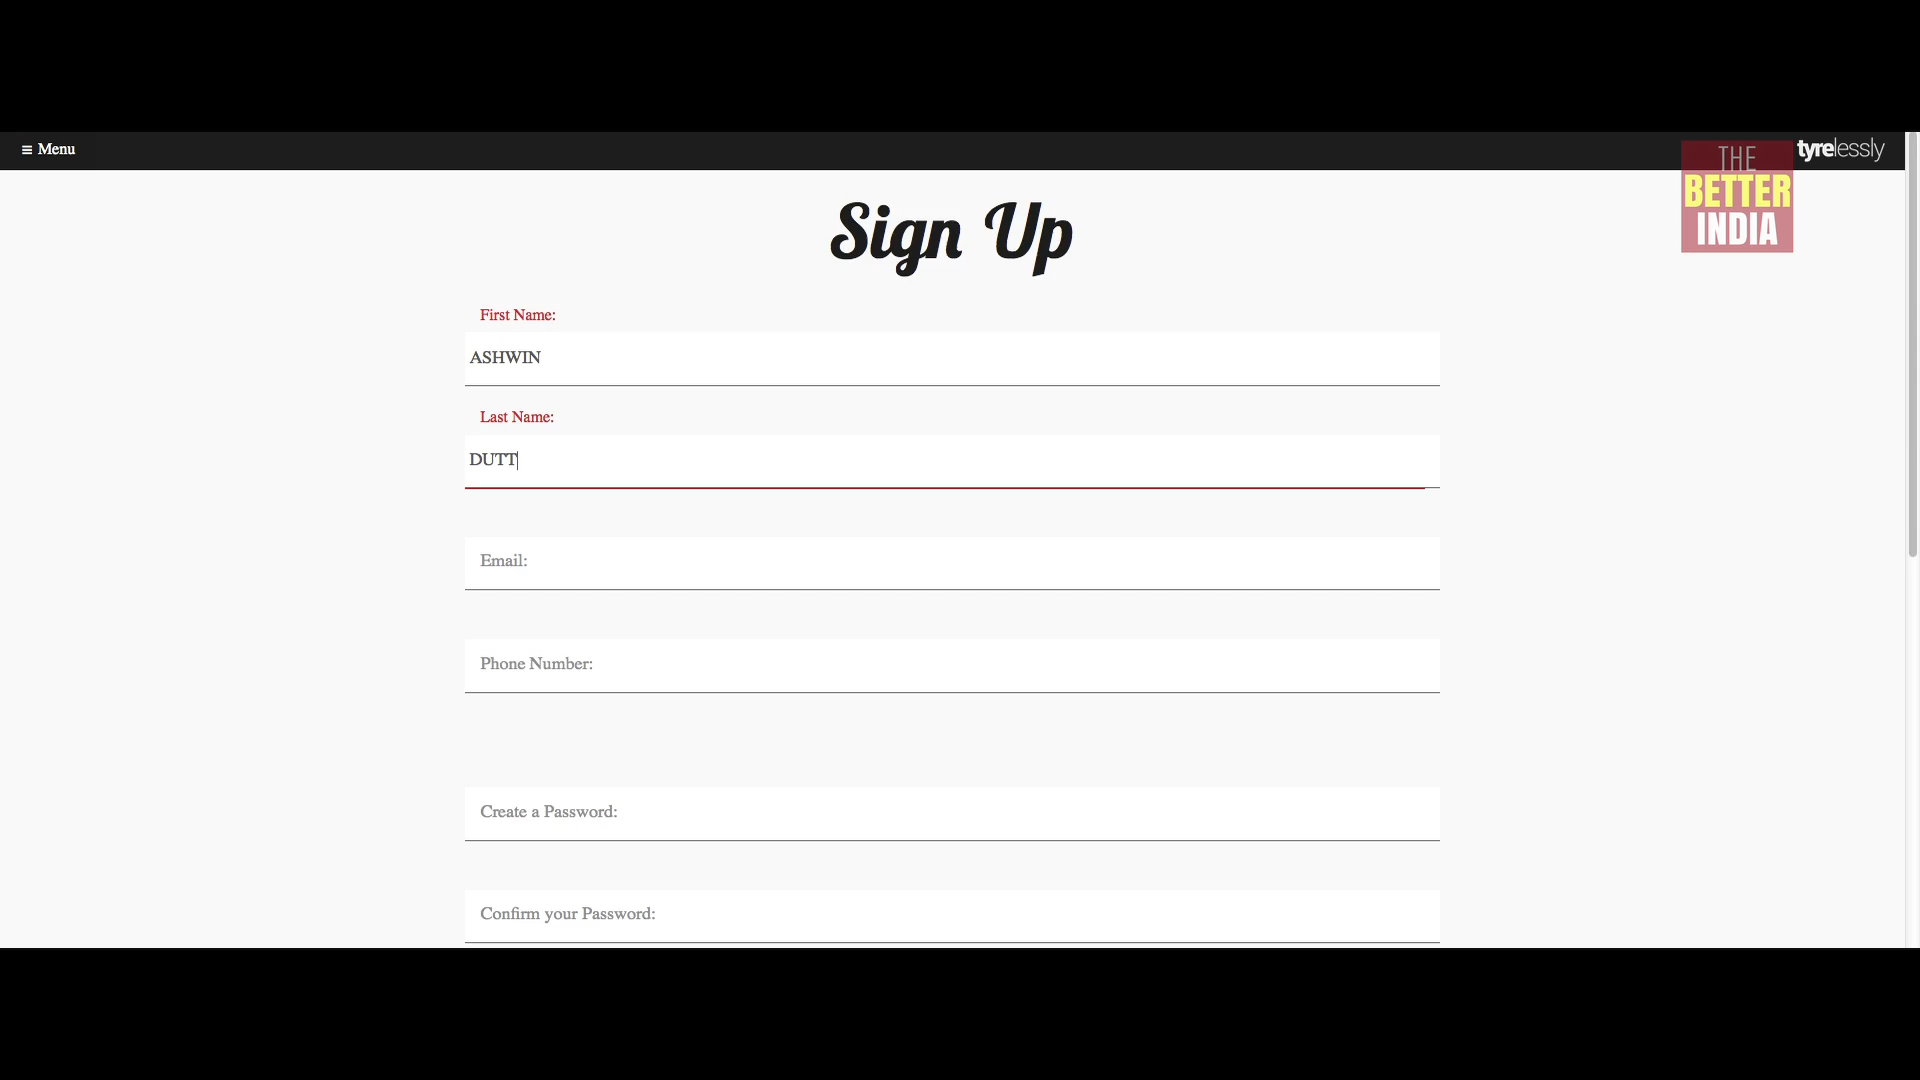 ≡ Menu
tyrelessly
THE
BETTER
INDIA
Sign Up
First Name:
ASHWIN
Last Name:
DUTT
Email:
Phone Number:
Create a Password:
Confirm your Password: